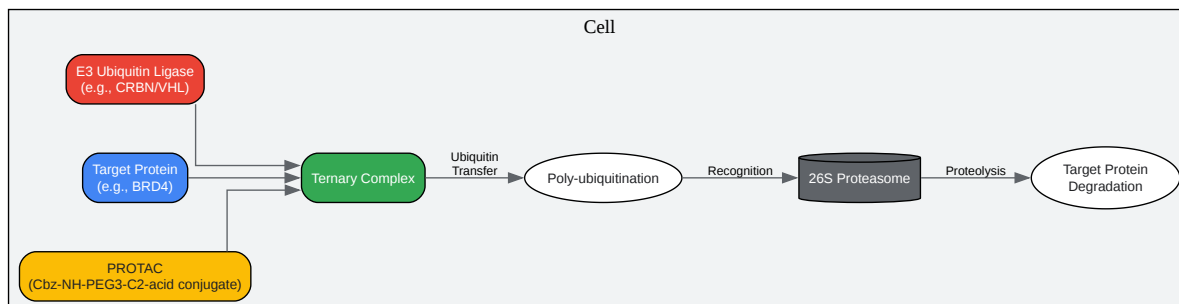 Cell
E3 Ubiquitin Ligase
(e.g., CRBN/VHL)
Target Protein
(e.g., BRD4)
PROTAC
(Cbz-NH-PEG3-C2-acid conjugate)
Ternary Complex
Ubiquitin
Transfer
Poly-ubiquitination
Recognition
26S Proteasome
Proteolysis
Target Protein
Degradation